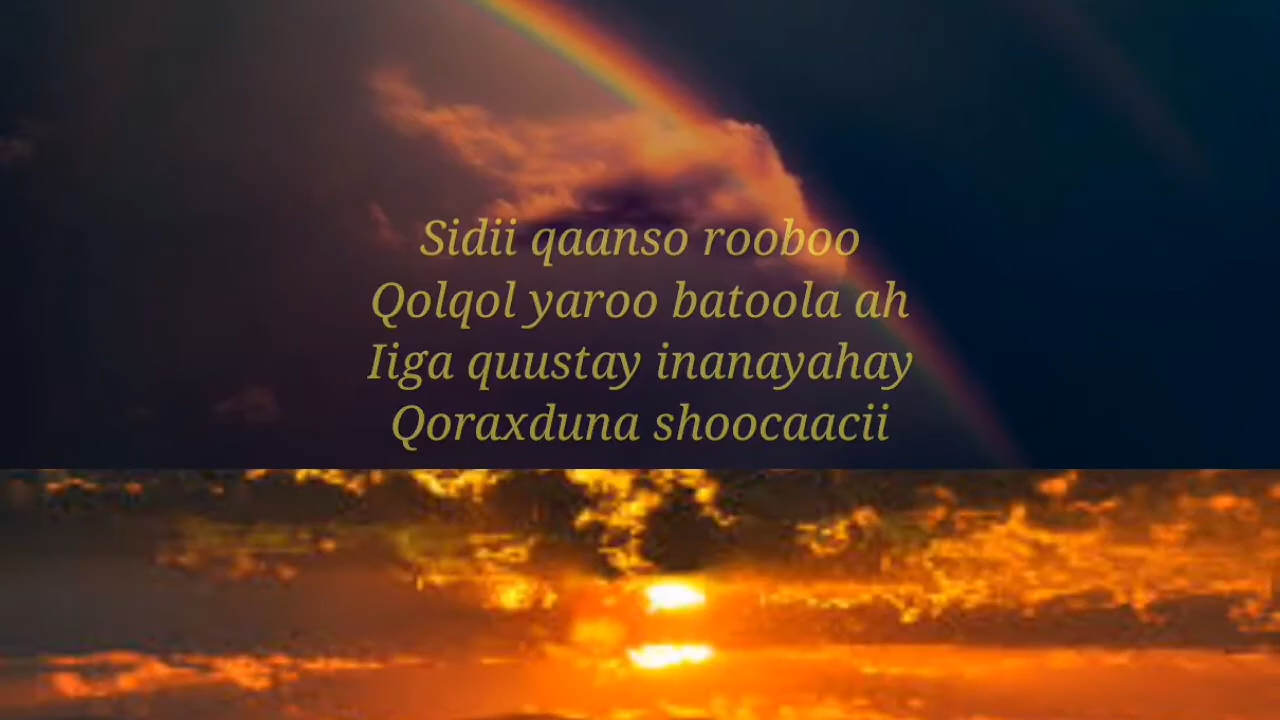 Sidii qaanso rooboo
Qolqol yaroo batoola ah
Iiga quustay inanayahay
Qoraxduna shoocaacii